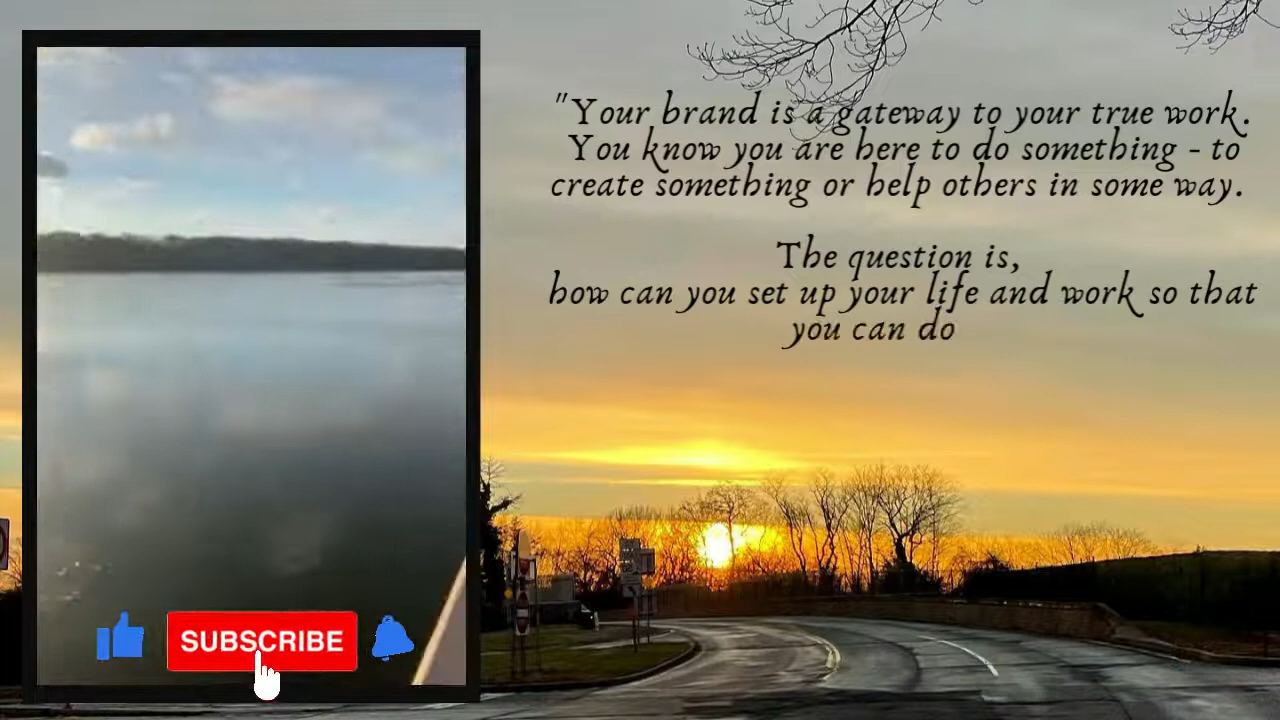 "Your brand is a gateway to your true work.
You know you are here to do something - to
create something or help others in some way.
The question is,
how can you set up your life and work so that
you can do
SUBSCRIBE